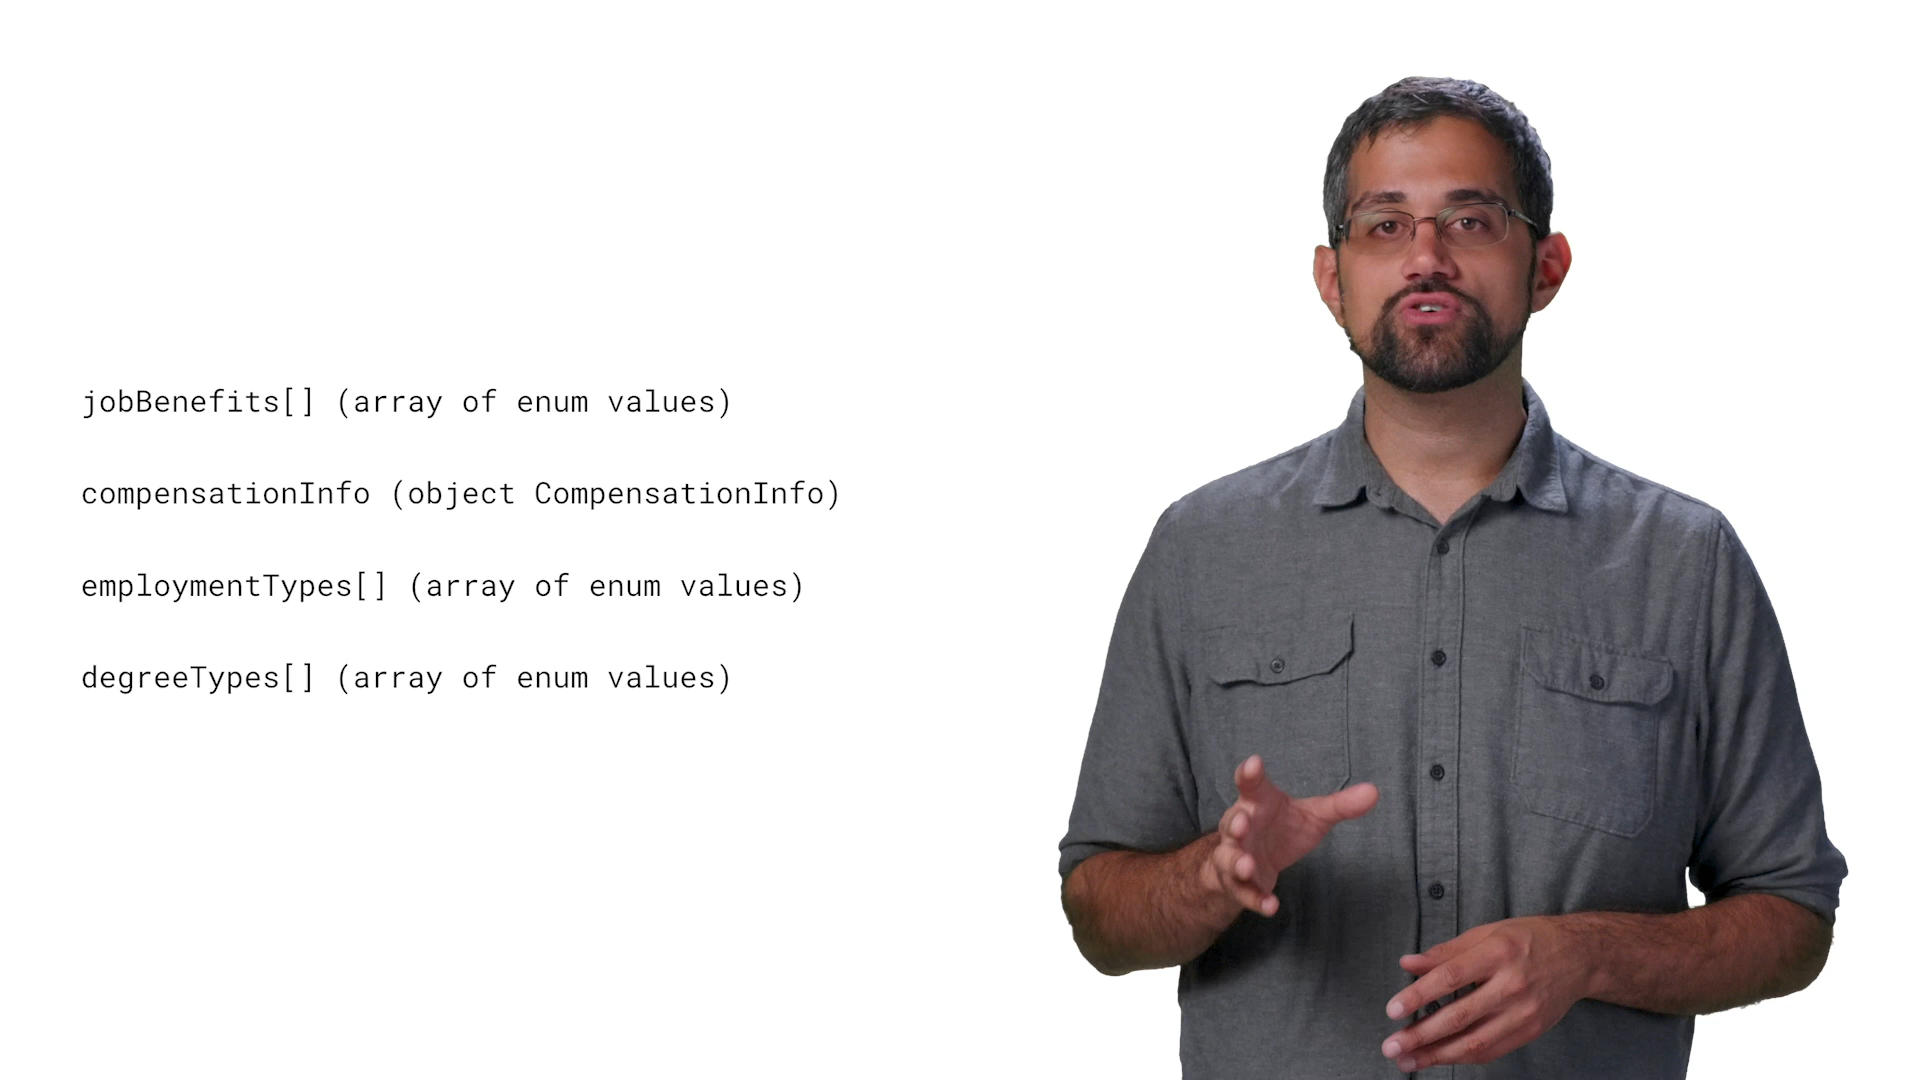 jobBenefits[] (array of enum values)
compensationInfo (object CompensationInfo)
employmentTypes[] (array of enum values)
degreeTypes[] (array of enum values)